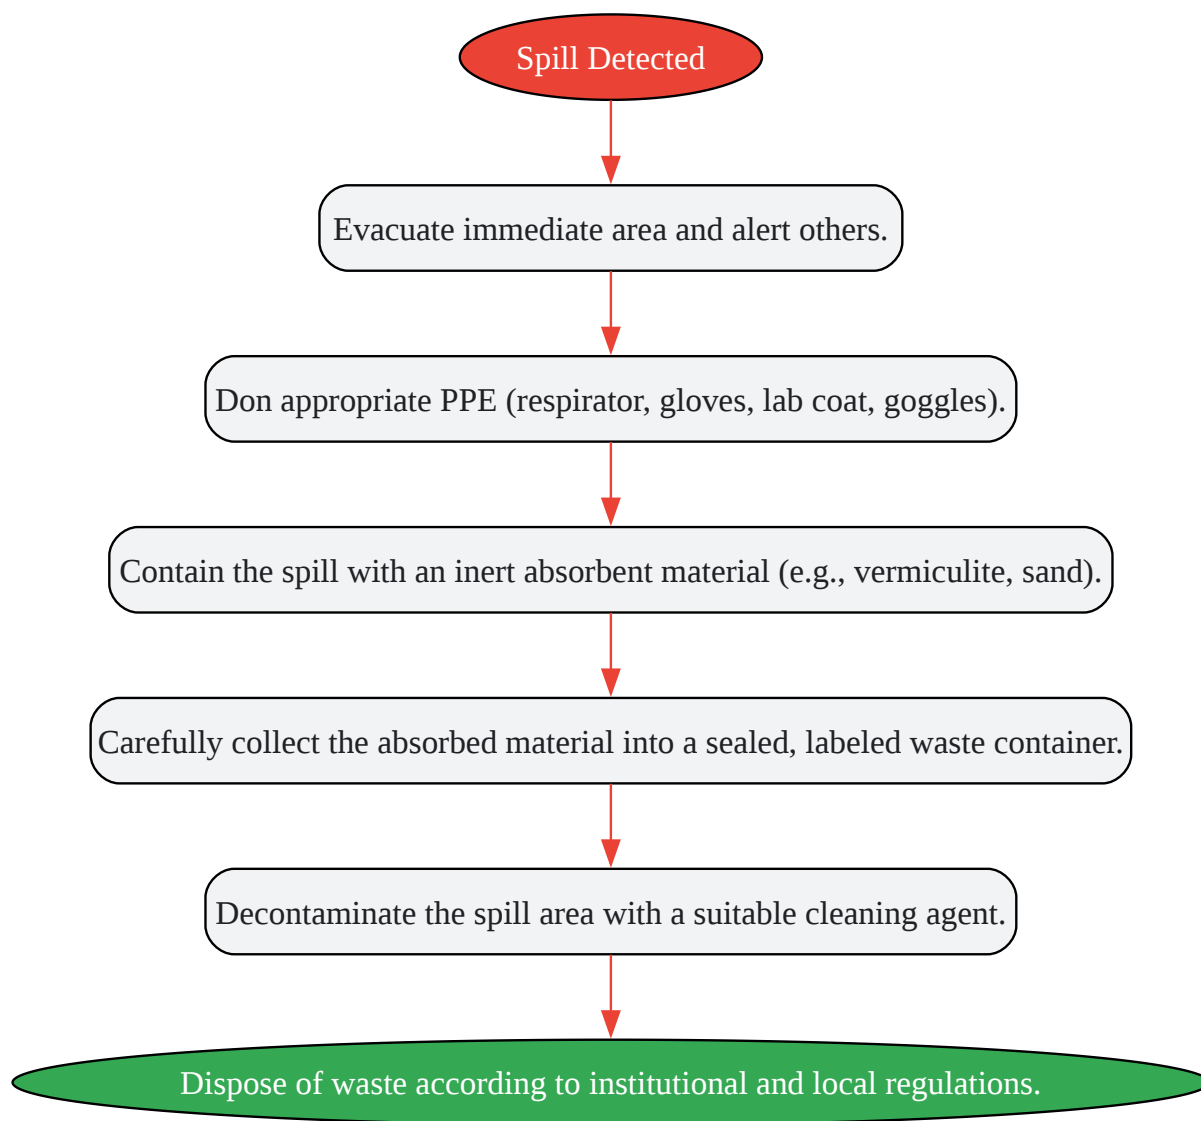 Spill Detected
Evacuate immediate area and alert others.
Don appropriate PPE (respirator, gloves, lab coat, goggles).
Contain the spill with an inert absorbent material (e.g., vermiculite, sand).
Carefully collect the absorbed material into a sealed, labeled waste container.
Decontaminate the spill area with a suitable cleaning agent.
Dispose of waste according to institutional and local regulations.